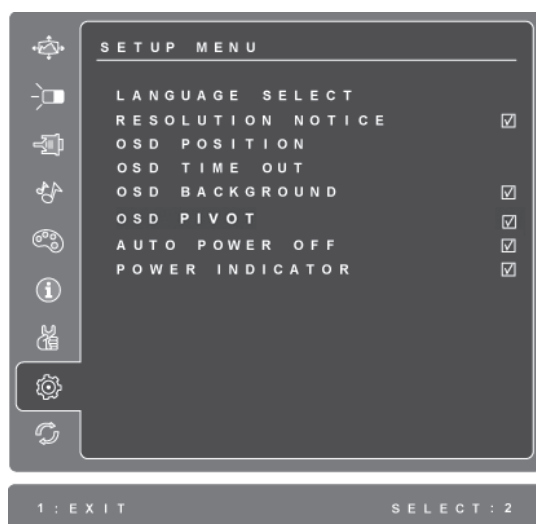 SETUP MENU
LANGUAGE SELECT
RESOLUTION NOTICE ☑
OSD POSITION
OSD TIME OUT
OSD BACKGROUND ☑
OSD PIVOT ☑
AUTO POWER OFF ☑
POWER INDICATOR ☑
1:EXIT SELECT:2